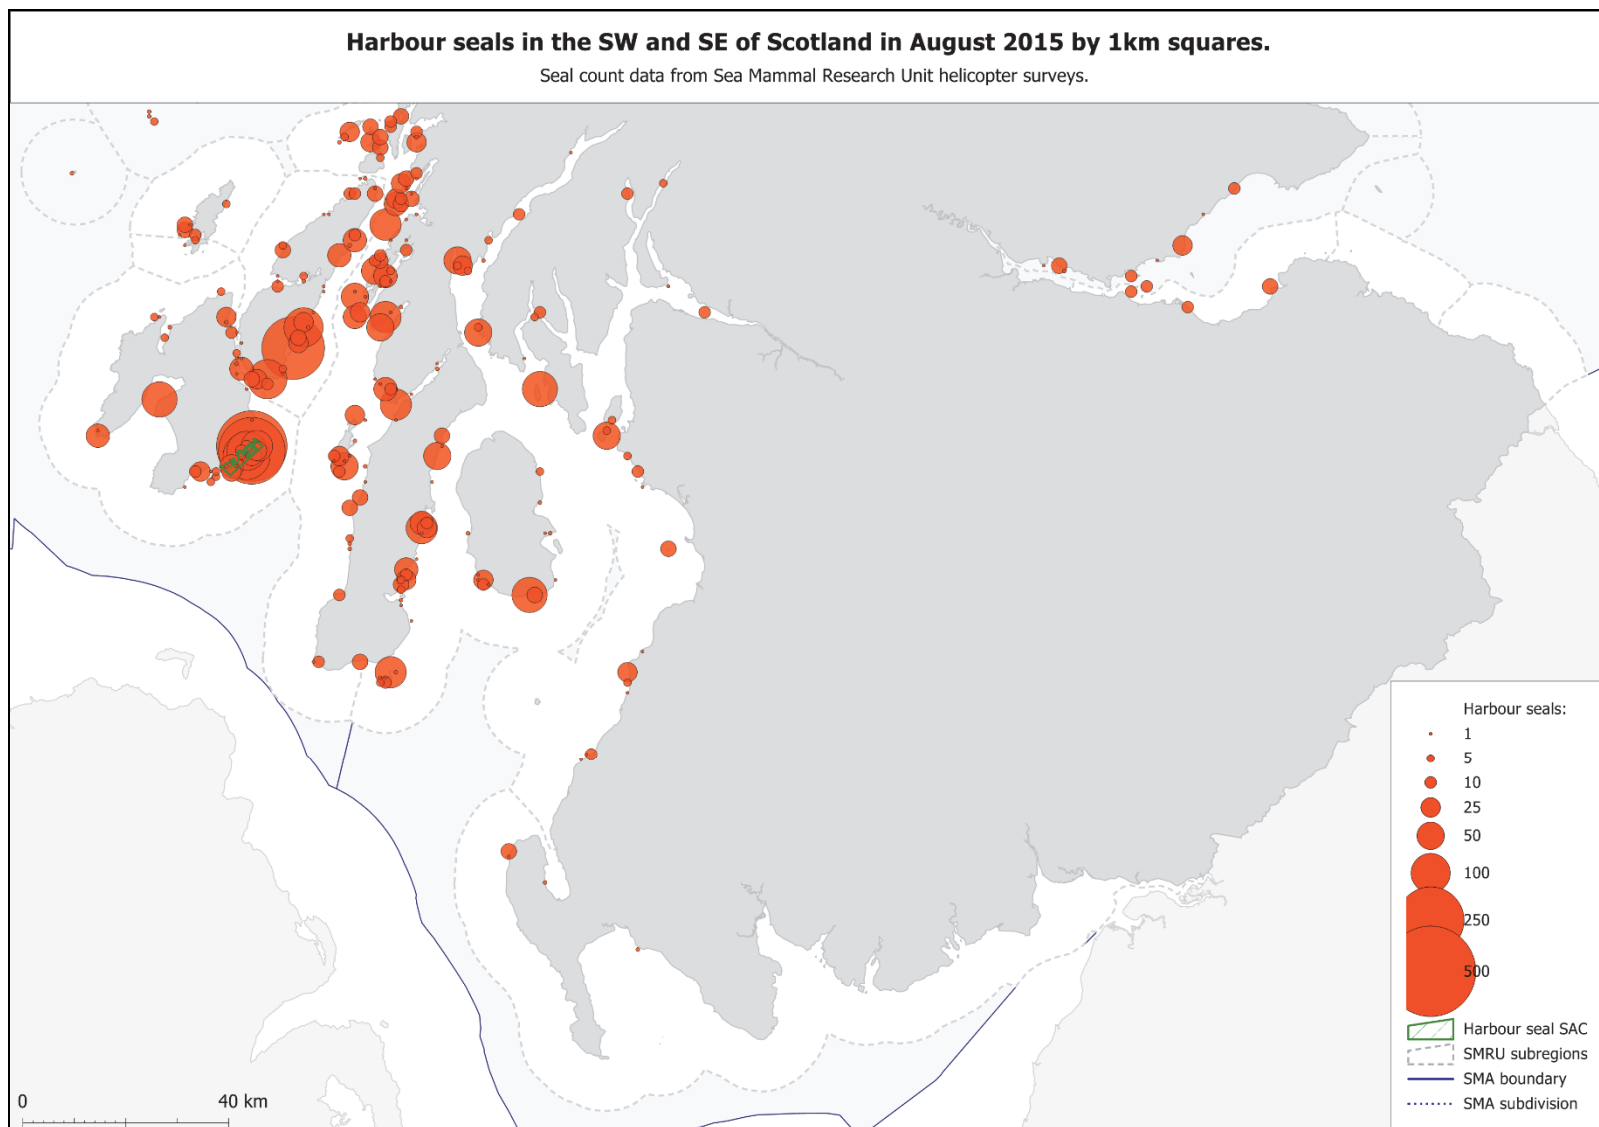 Harbour seals in the SW and SE of Scotland in August 2015 by 1km squares.
Seal count data from Sea Mammal Research Unit helicopter surveys.
Harbour seals:
1
5
10
25
50
100
250
500
Harbour seal SAC
SMRU subregions
SMA boundary
SMA subdivision
0 40 km